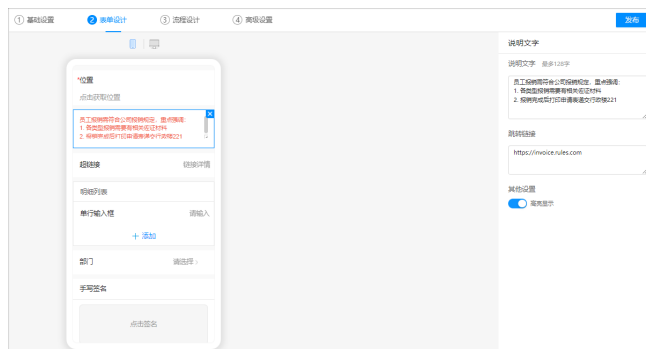 1 基础设置 2 表单设计 3 流程设计 4 高级设置 发布
*位置
点击获取位置
员工报销需符合公司报销规定，重点强调：
1. 各类型报销需要有相关佐证材料
2. 报销完成后打印申请表递交行政楼221
超链接 链接详情
明细列表
单行输入框 请输入
+ 添加
部门 请选择 >
手写签名
点击签名
说明文字
说明文字 最多128字
员工报销需符合公司报销规定，重点强调：
1. 各类型报销需要有相关佐证材料
2. 报销完成后打印申请表递交行政楼221
跳转链接
https://invoice.rules.com
其他设置
高亮显示